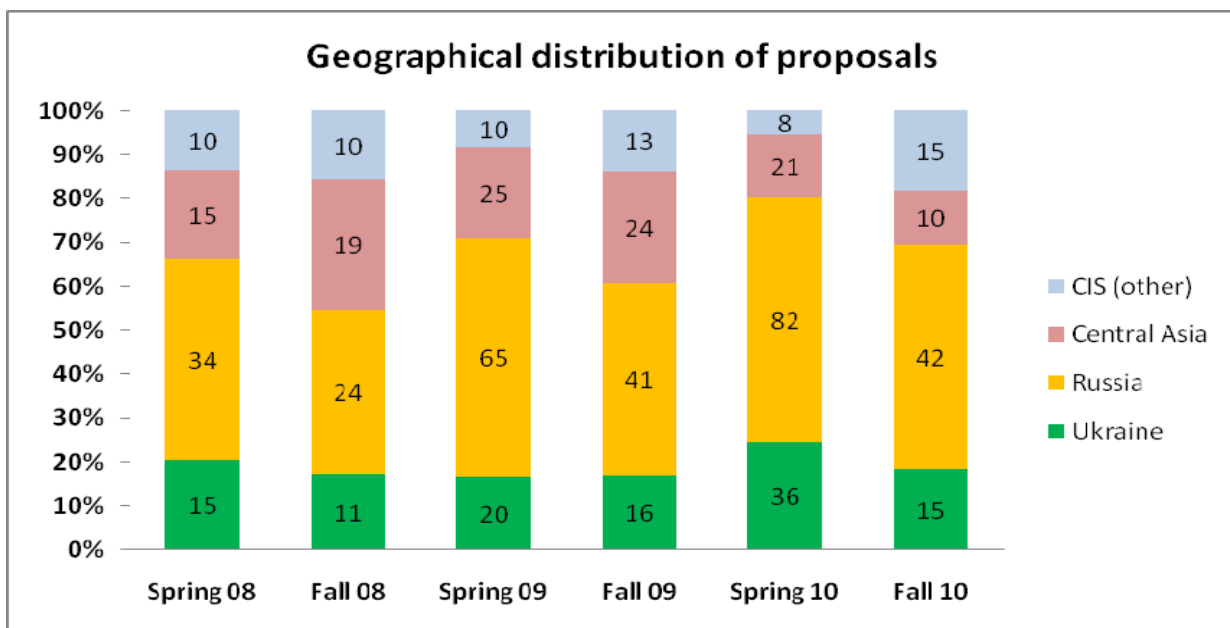 Geographical distribution of proposals
100%
90%
80%
70%
60%
50%
40%
30%
20%
10%
0%
10 10 10 13 8 15
15 19 25 24 21 10
34 24 65 41 82 42
15 11 20 16 36 15
Spring 08 Fall 08 Spring 09 Fall 09 Spring 10 Fall 10
CIS (other)
Central Asia
Russia
Ukraine